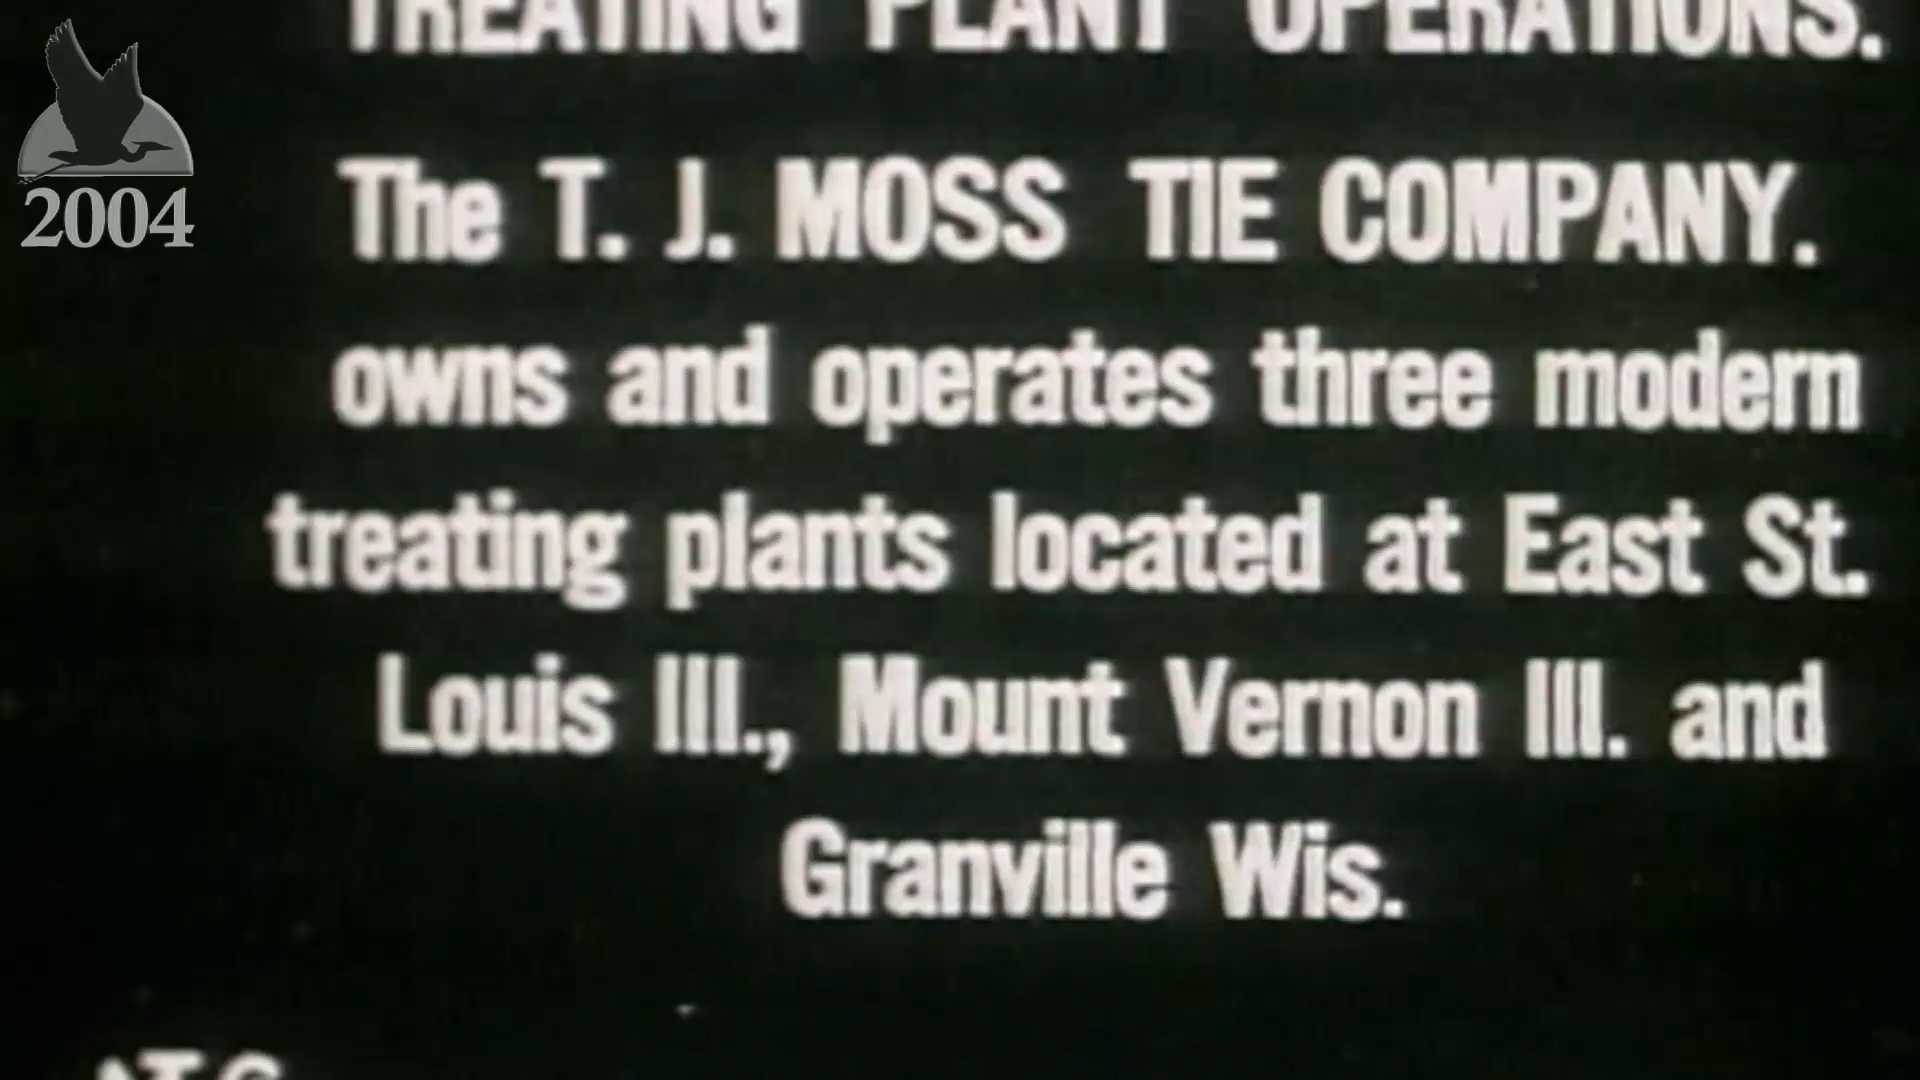 TREATING PLANT OPERATIONS.
2004
The T. J. MOSS TIE COMPANY.
owns and operates three modern
treating plants located at East St.
Louis Ill., Mount Vernon Ill. and
Granville Wis.